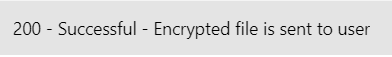 200 - Successful - Encrypted file is sent to user